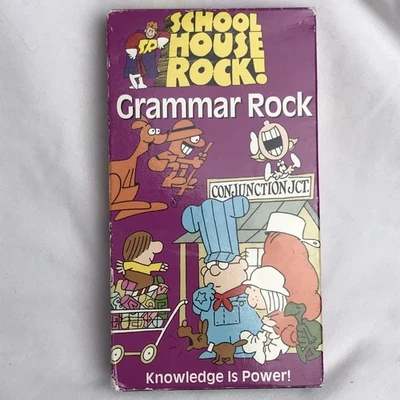 SCHOOL
HOUSE
ROCK!
Grammar Rock
CONJUNCTION JCT.
Knowledge Is Power!